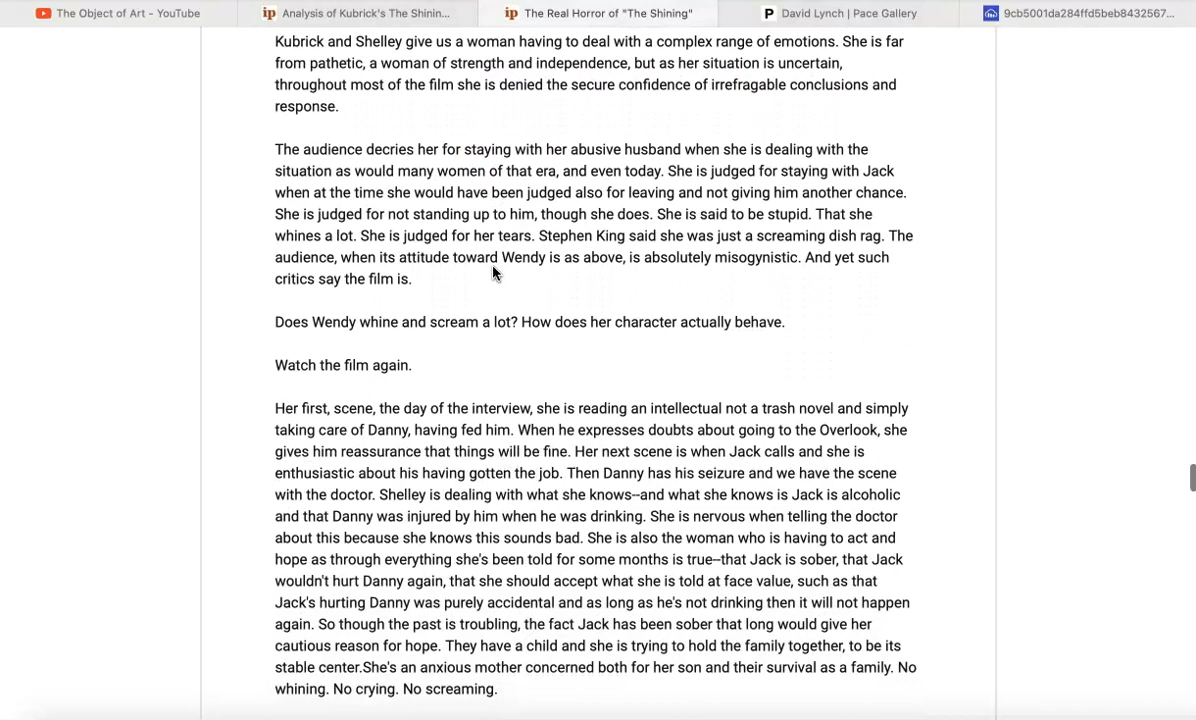 The Object of Art - YouTube
ip Analysis of Kubrick's The Shinin...
ip The Real Horror of "The Shining"
P David Lynch | Pace Gallery
9cb5001da284ffd5beb8432567...
Kubrick and Shelley give us a woman having to deal with a complex range of emotions. She is far
from pathetic, a woman of strength and independence, but as her situation is uncertain,
throughout most of the film she is denied the secure confidence of irrefragable conclusions and
response.
The audience decries her for staying with her abusive husband when she is dealing with the
situation as would many women of that era, and even today. She is judged for staying with Jack
when at the time she would have been judged also for leaving and not giving him another chance.
She is judged for not standing up to him, though she does. She is said to be stupid. That she
whines a lot. She is judged for her tears. Stephen King said she was just a screaming dish rag. The
audience, when its attitude toward Wendy is as above, is absolutely misogynistic. And yet such
critics say the film is.
Does Wendy whine and scream a lot? How does her character actually behave.
Watch the film again.
Her first, scene, the day of the interview, she is reading an intellectual not a trash novel and simply
taking care of Danny, having fed him. When he expresses doubts about going to the Overlook, she
gives him reassurance that things will be fine. Her next scene is when Jack calls and she is
enthusiastic about his having gotten the job. Then Danny has his seizure and we have the scene
with the doctor. Shelley is dealing with what she knows--and what she knows is Jack is alcoholic
and that Danny was injured by him when he was drinking. She is nervous when telling the doctor
about this because she knows this sounds bad. She is also the woman who is having to act and
hope as through everything she's been told for some months is true--that Jack is sober, that Jack
wouldn't hurt Danny again, that she should accept what she is told at face value, such as that
Jack's hurting Danny was purely accidental and as long as he's not drinking then it will not happen
again. So though the past is troubling, the fact Jack has been sober that long would give her
cautious reason for hope. They have a child and she is trying to hold the family together, to be its
stable center.She's an anxious mother concerned both for her son and their survival as a family. No
whining. No crying. No screaming.